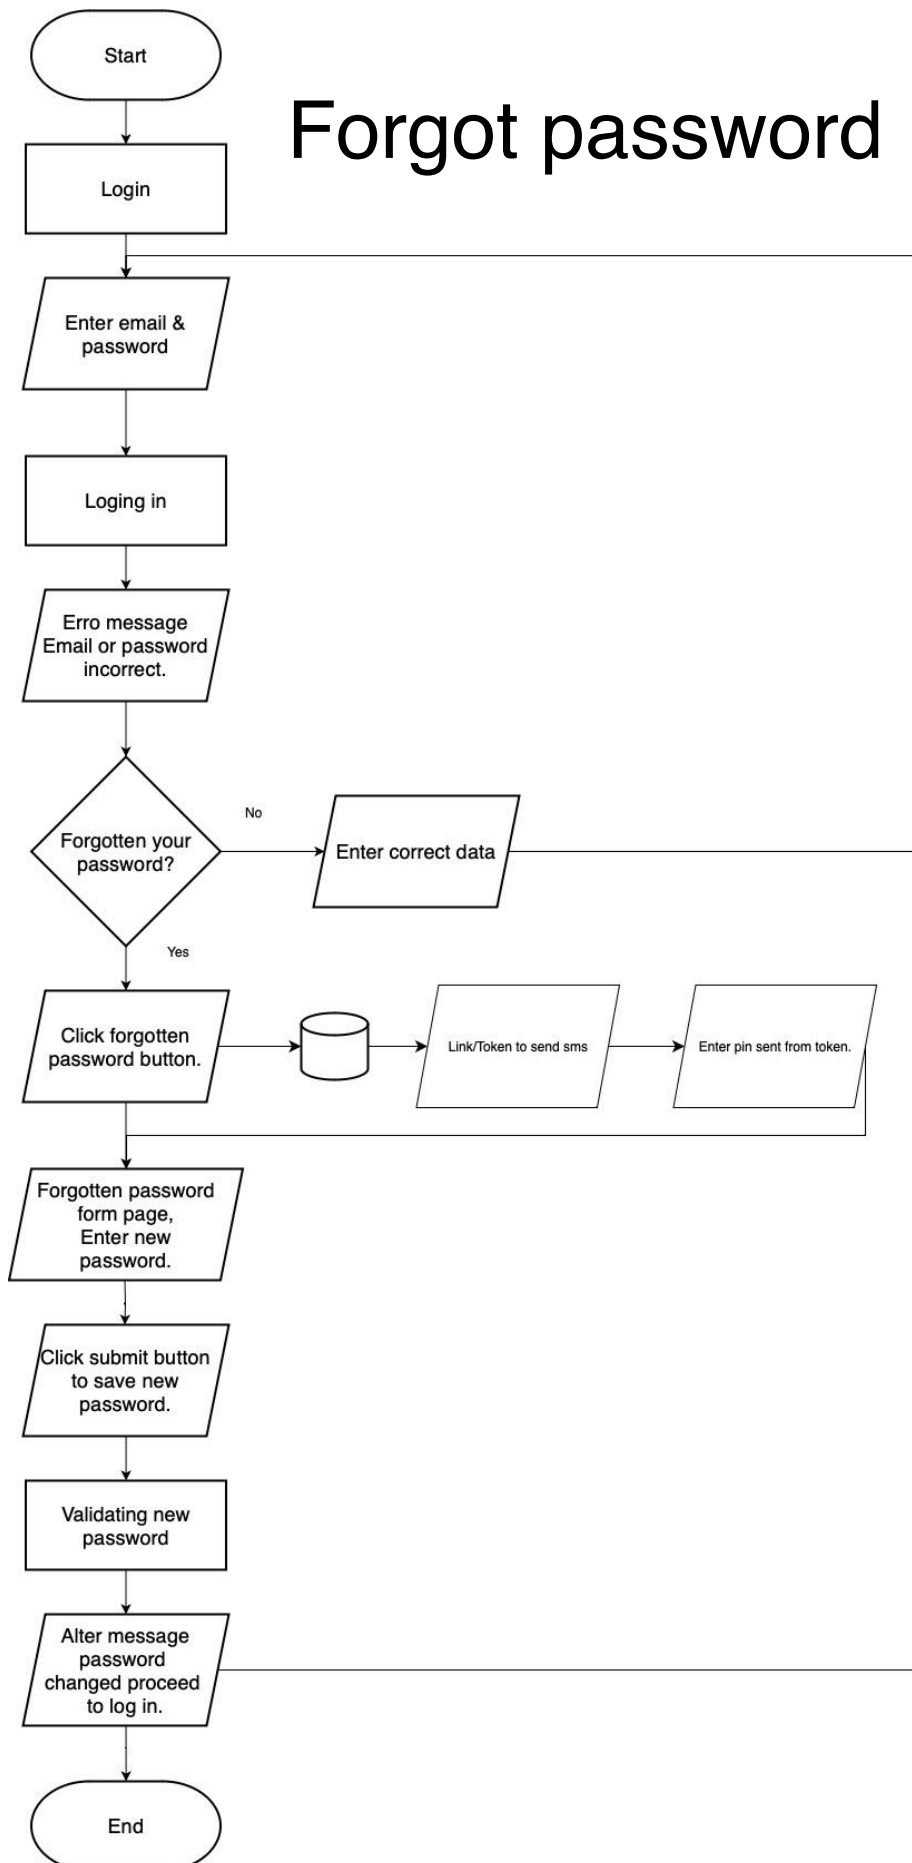 Start
Forgot password
Login
Enter email &
password
Loging in
Erro message
Email or password
incorrect.
Forgotten your
password?
No
Enter correct data
Yes
Click forgotten
password button.
Link/Token to send sms
Enter pin sent from token.
Forgotten password
form page,
Enter new
password.
Click submit button
to save new
password.
Validating new
password
Alter message
password
changed proceed
to log in.
End